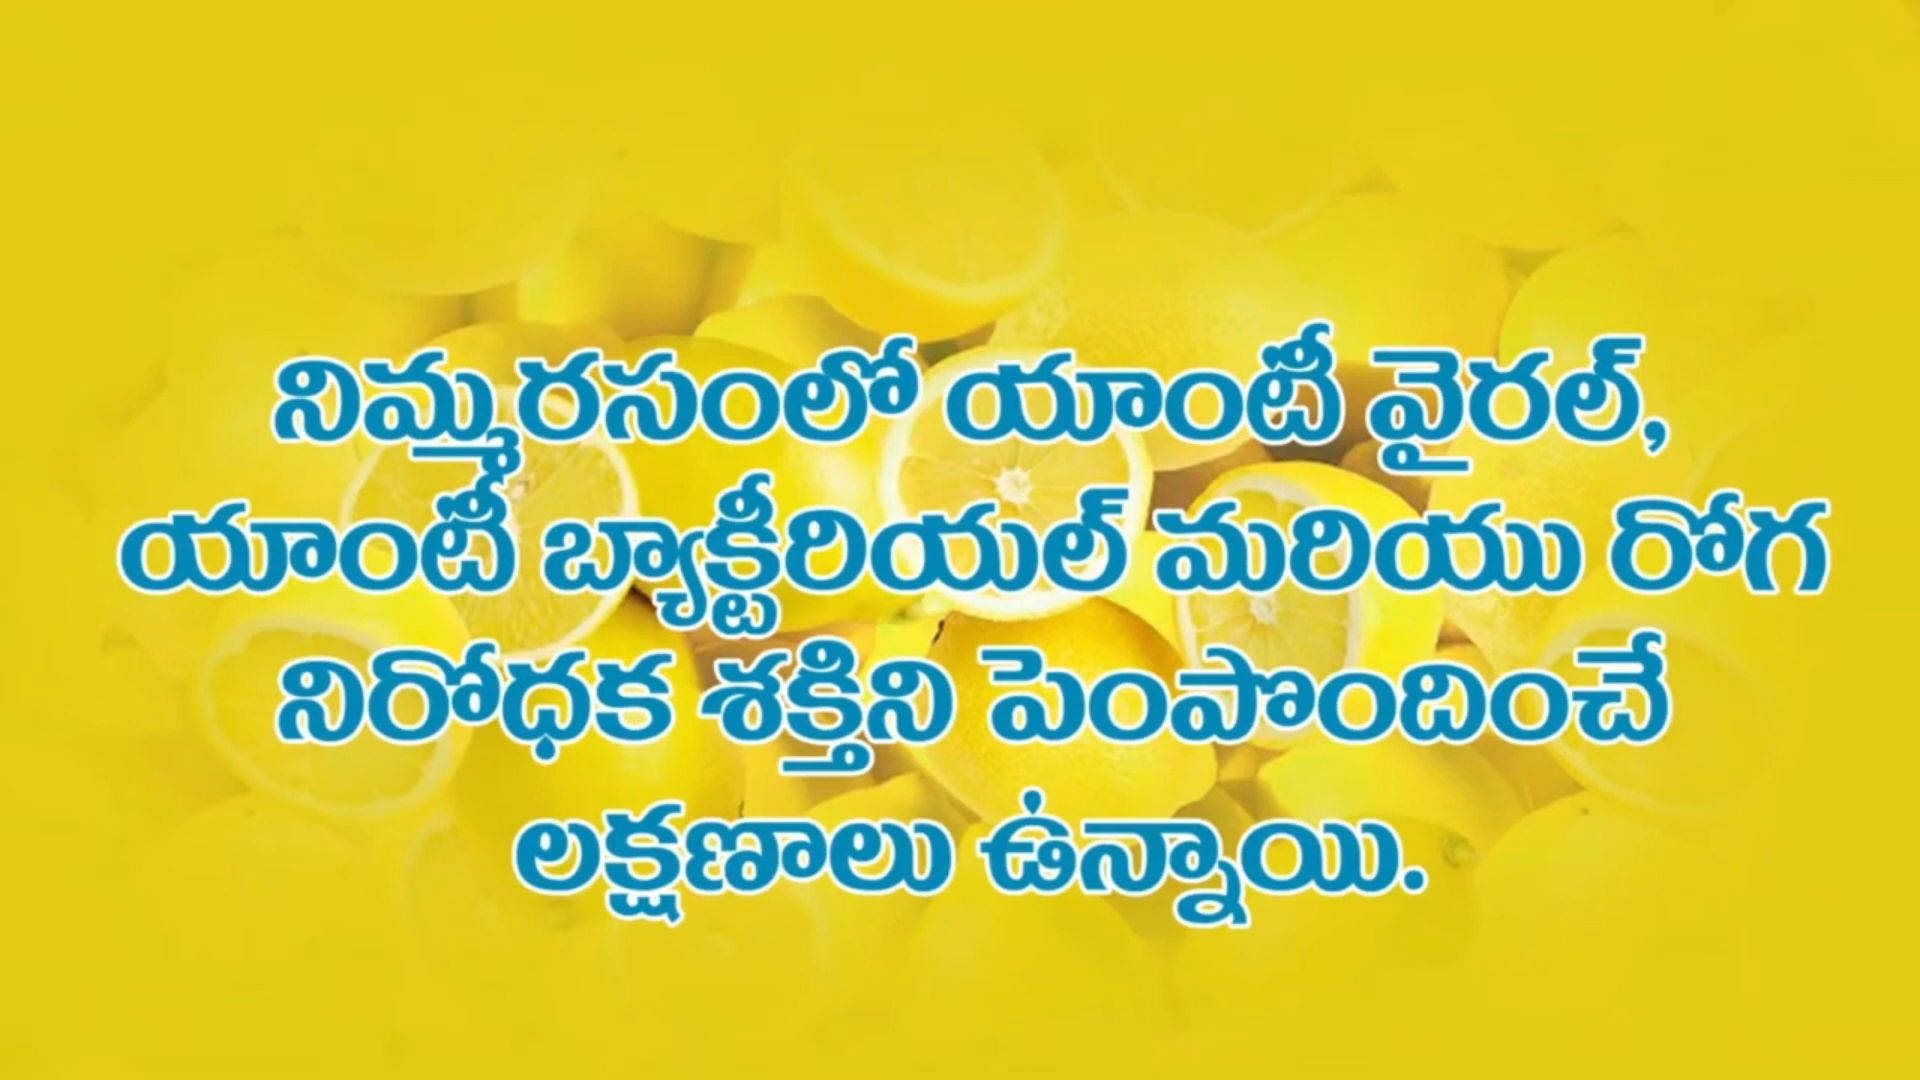 నిమ్మరసంలో యాంటీ వైరల్,
యాంటీ బ్యాక్టీరియల్ మరియు రోగ
నిరోధక శక్తిని పెంపొందించే
లక్షణాలు ఉన్నాయి.